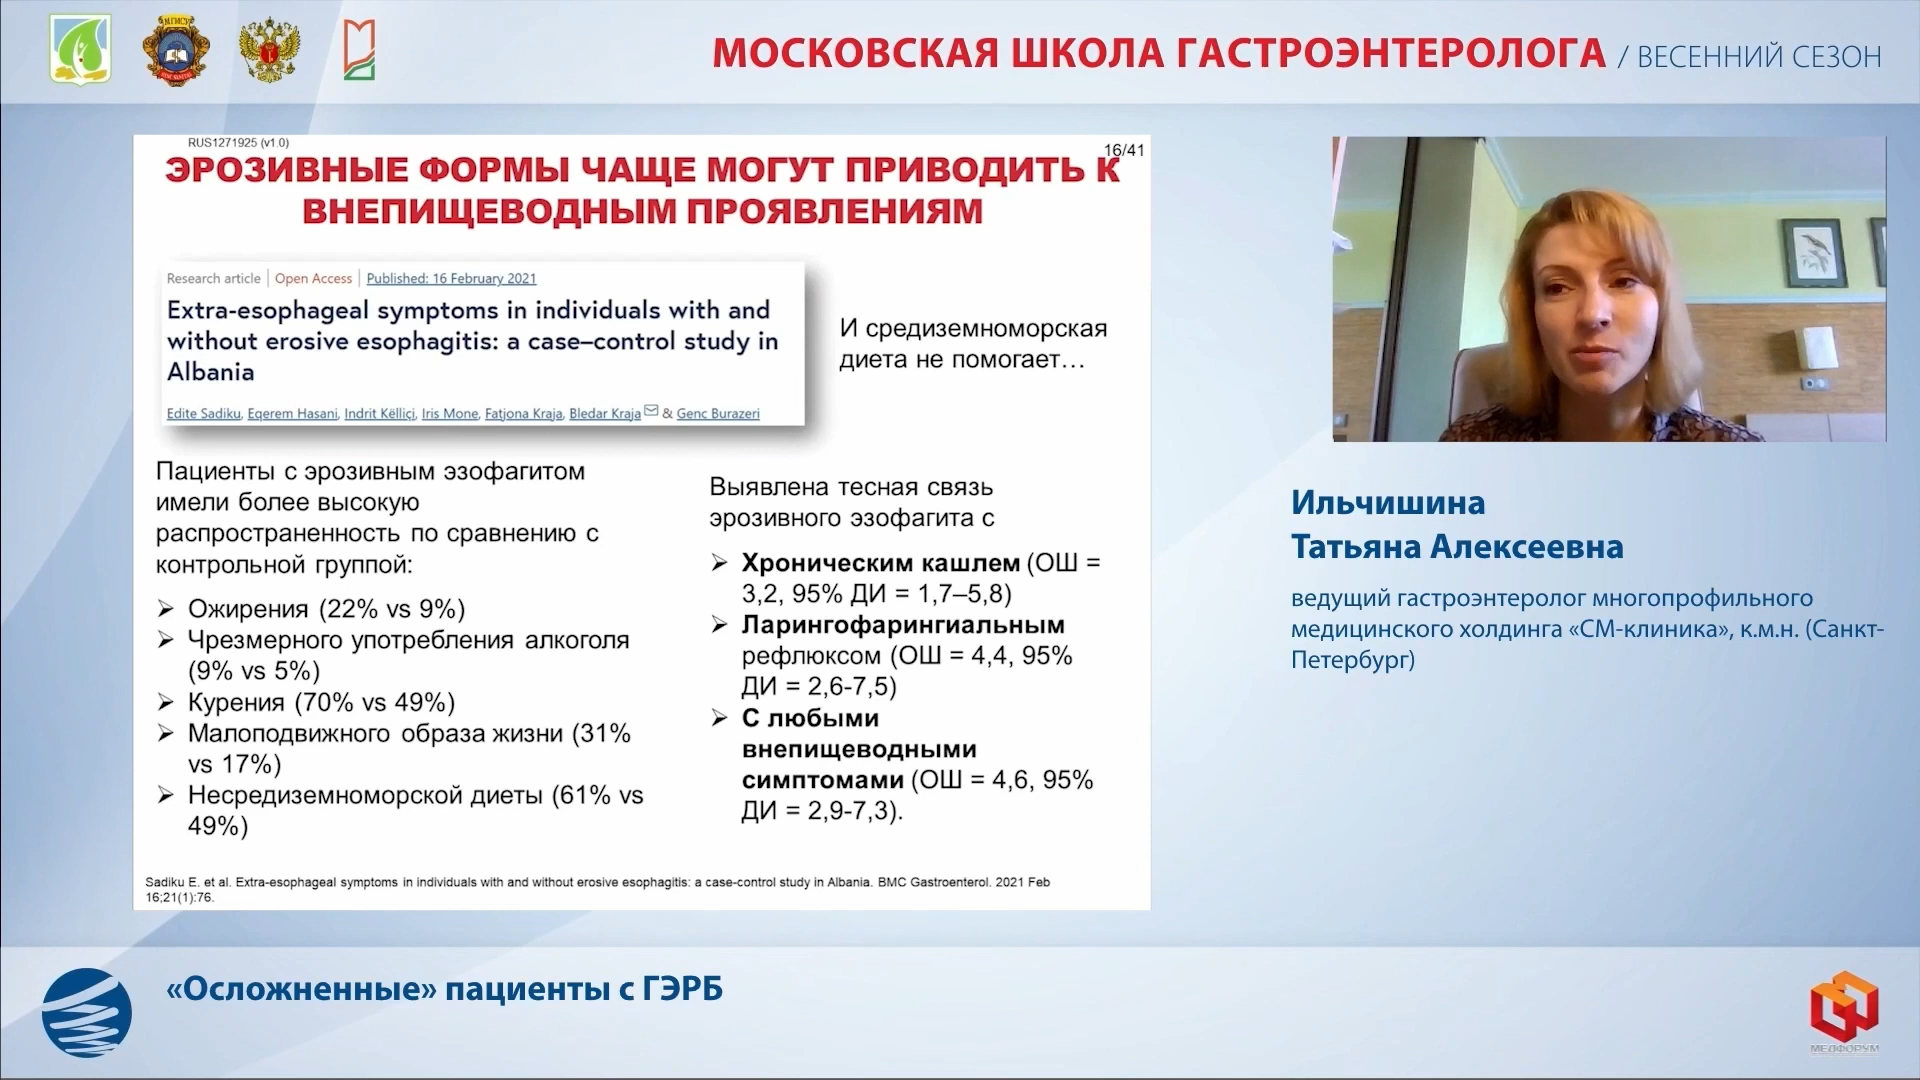 МГМСУ
МОСКОВСКАЯ ШКОЛА ГАСТРОЭНТЕРОЛОГА / ВЕСЕННИЙ СЕЗОН
RUS1271925 (v1.0)
16/41
ЭРОЗИВНЫЕ ФОРМЫ ЧАЩЕ МОГУТ ПРИВОДИТЬ К
ВНЕПИЩЕВОДНЫМ ПРОЯВЛЕНИЯМ
Research article | Open Access | Published: 16 February 2021
Extra-esophageal symptoms in individuals with and
without erosive esophagitis: a case–control study in
Albania
Edite Sadiku, Eqerem Hasani, Indrit Këlliçi, Iris Mone, Fatjona Kraja, Bledar Kraja & Genc Burazeri
И средиземноморская
диета не помогает…
Пациенты с эрозивным эзофагитом
имели более высокую
распространенность по сравнению с
контрольной группой:
Ожирения (22% vs 9%)
Чрезмерного употребления алкоголя
(9% vs 5%)
Курения (70% vs 49%)
Малоподвижного образа жизни (31%
vs 17%)
Несредиземноморской диеты (61% vs
49%)
Выявлена тесная связь
эрозивного эзофагита с
Хроническим кашлем (ОШ =
3,2, 95% ДИ = 1,7–5,8)
Ларингофарингиальным
рефлюксом (ОШ = 4,4, 95%
ДИ = 2,6-7,5)
С любыми
внепищеводными
симптомами (ОШ = 4,6, 95%
ДИ = 2,9-7,3).
Sadiku E. et al. Extra-esophageal symptoms in individuals with and without erosive esophagitis: a case-control study in Albania. BMC Gastroenterol. 2021 Feb
16;21(1):76.
Ильчишина
Татьяна Алексеевна
ведущий гастроэнтеролог многопрофильного
медицинского холдинга «СМ-клиника», к.м.н. (Санкт-
Петербург)
«Осложненные» пациенты с ГЭРБ
МЕДФОРУМ